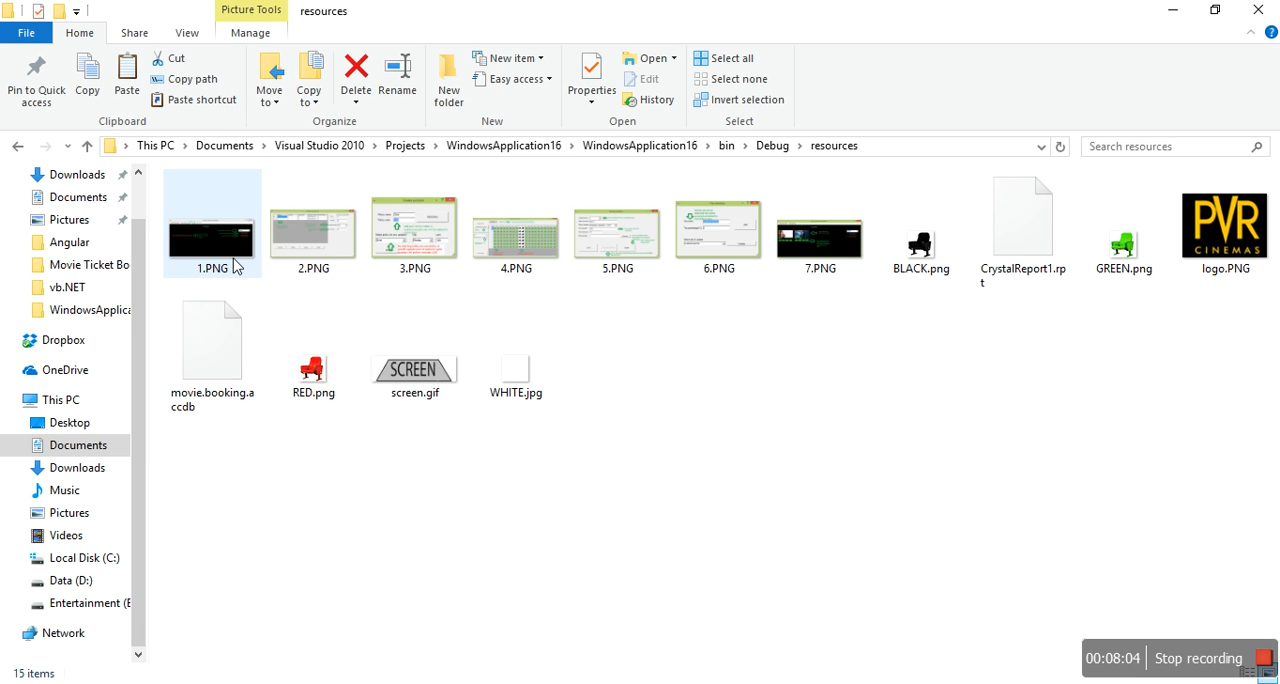 Picture Tools
resources
File
Home
Share
View
Manage
Pin to Quick access
Copy
Paste
Cut
Copy path
Paste shortcut
Clipboard
Move to
Copy to
Delete
Rename
Organize
New folder
New item
Easy access
New
Properties
Open
Edit
History
Open
Select all
Select none
Invert selection
Select
This PC
Documents
Visual Studio 2010
Projects
WindowsApplication16
WindowsApplication16
bin
Debug
resources
Search resources
Downloads
Documents
Pictures
Angular
Movie Ticket Bo
vb.NET
WindowsApplica
Dropbox
OneDrive
This PC
Desktop
Documents
Downloads
Music
Pictures
Videos
Local Disk (C:)
Data (D:)
Entertainment (E
Network
1.PNG
2.PNG
3.PNG
4.PNG
5.PNG
6.PNG
7.PNG
BLACK.png
CrystalReport1.rp
t
GREEN.png
PVR
CINEMAS
logo.PNG
movie.booking.a
ccdb
RED.png
SCREEN
screen.gif
WHITE.jpg
15 items
00:08:04
Stop recording